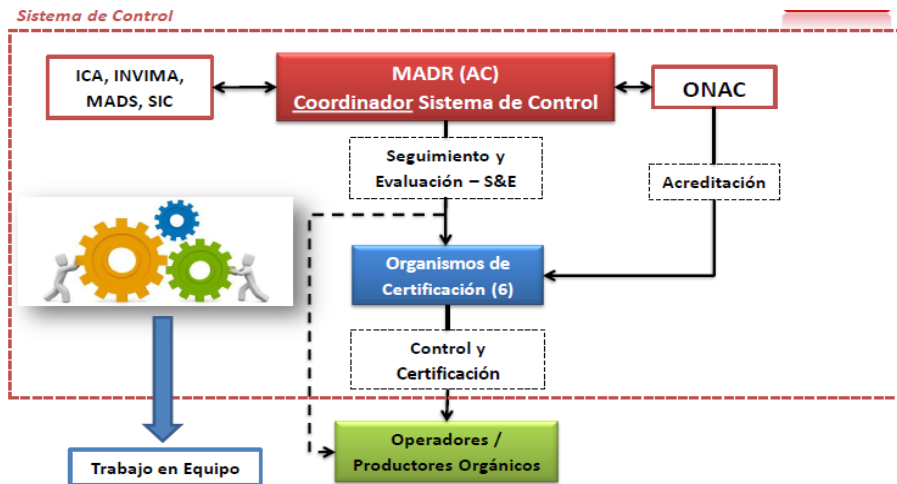 Sistema de Control
ICA, INVIMA,
MADS, SIC
MADR (AC)
Coordinador Sistema de Control
ONAC
Seguimiento y
Evaluación – S&E
Acreditación
Organismos de
Certificación (6)
Control y
Certificación
Operadores /
Productores Orgánicos
Trabajo en Equipo